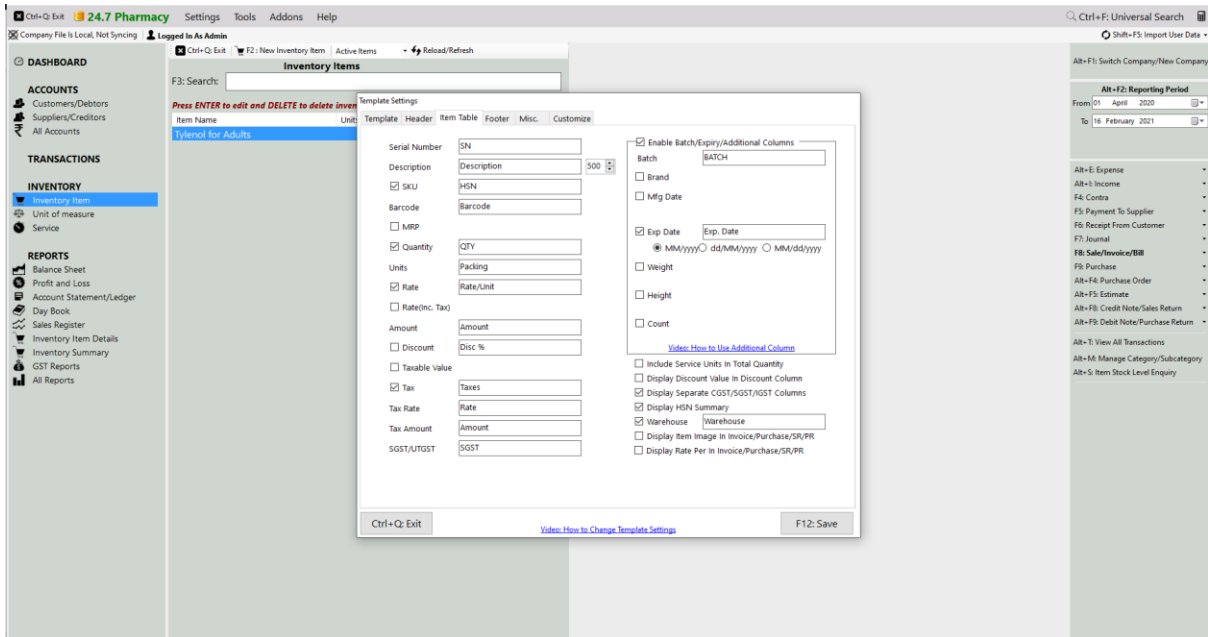 Ctrl+Q: Exit 24.7 Pharmacy Settings Tools Addons Help Ctrl+F: Universal Search
Company File Is Local, Not Syncing Logged In As Admin Shift+F5: Import User Data
DASHBOARD
ACCOUNTS
Customers/Debtors
Suppliers/Creditors
All Accounts
TRANSACTIONS
INVENTORY
Inventory Item
Unit of measure
Service
REPORTS
Balance Sheet
Profit and Loss
Account Statement/Ledger
Day Book
Sales Register
Inventory Item Details
Inventory Summary
GST Reports
All Reports
Ctrl+Q: Exit F2 : New Inventory Item Active Items Reload/Refresh
Inventory Items
F3: Search:
Press ENTER to edit and DELETE to delete inven
Item Name Unit
Tylenol for Adults
Template Settings
Template Header Item Table Footer Misc. Customize
Serial Number SN
Description Description 500
SKU HSN
Barcode Barcode
MRP
Quantity QTY
Units Packing
Rate Rate/Unit
Rate(Inc. Tax)
Amount Amount
Discount Disc %
Taxable Value
Tax Taxes
Tax Rate Rate
Tax Amount Amount
SGST/UTGST SGST
Enable Batch/Expiry/Additional Columns
Batch BATCH
Brand
Mfg Date
Exp Date Exp. Date
MM/yyyy dd/MM/yyyy MM/dd/yyyy
Weight
Height
Count
Video: How to Use Additional Column
Include Service Units In Total Quantity
Display Discount Value In Discount Column
Display Separate CGST/SGST/IGST Columns
Display HSN Summary
Warehouse Warehouse
Display Item Image In Invoice/Purchase/SR/PR
Display Rate Per In Invoice/Purchase/SR/PR
Ctrl+Q: Exit Video: How to Change Template Settings F12: Save
Alt+F1: Switch Company/New Company
Alt+F2: Reporting Period
From 01 April 2020
To 16 February 2021
Alt+E: Expense
Alt+I: Income
F4: Contra
F5: Payment To Supplier
F6: Receipt From Customer
F7: Journal
F8: Sale/Invoice/Bill
F9: Purchase
Alt+F4: Purchase Order
Alt+F5: Estimate
Alt+F8: Credit Note/Sales Return
Alt+F9: Debit Note/Purchase Return
Alt+T: View All Transactions
Alt+M: Manage Category/Subcategory
Alt+S: Item Stock Level Enquiry